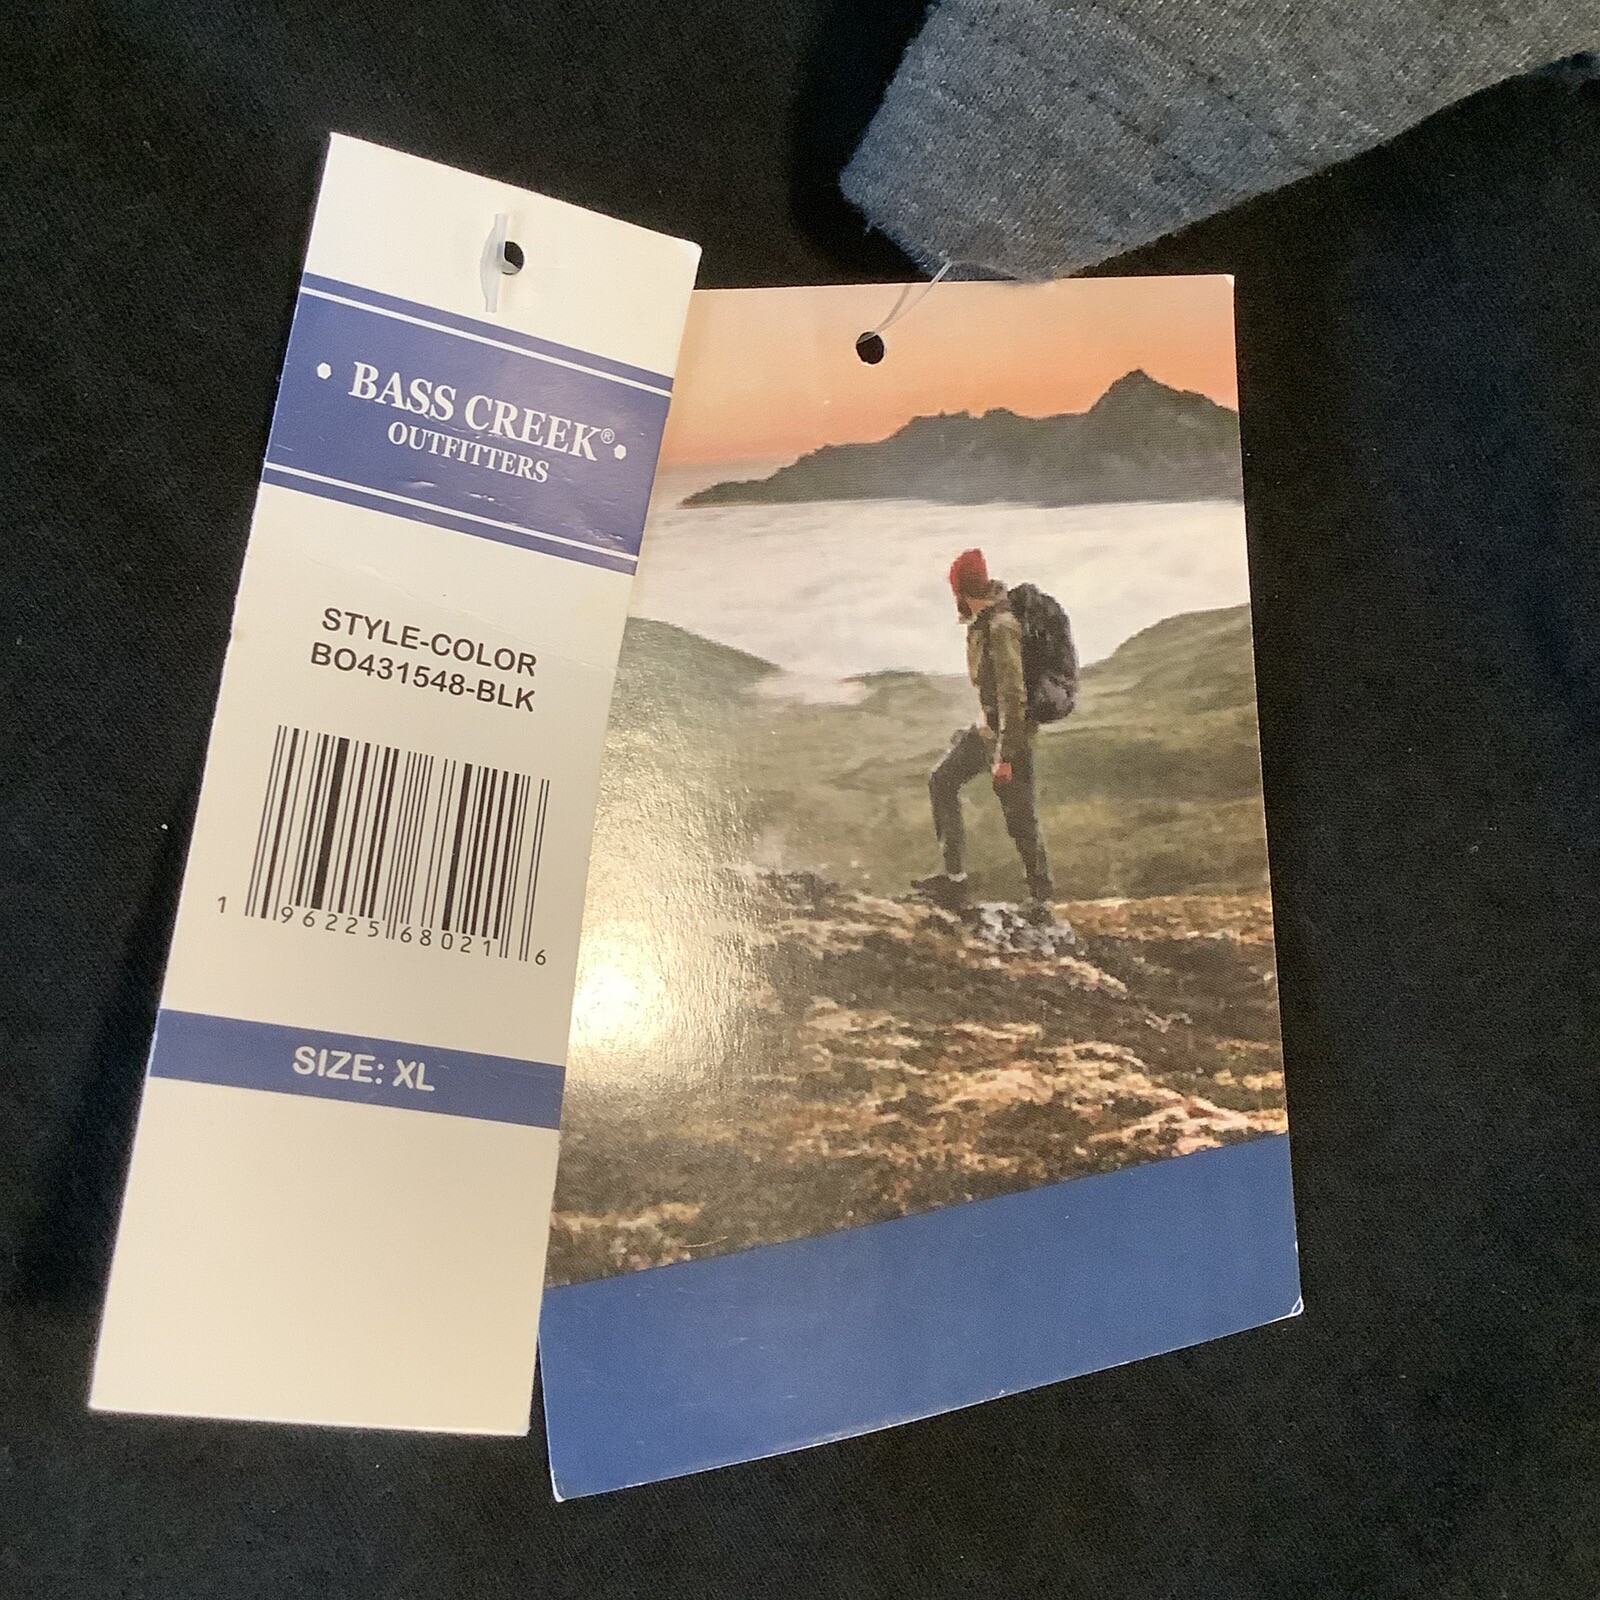 • BASS CREEK® •
OUTFITTERS
STYLE-COLOR
BO431548-BLK
1 96225 68021 6
SIZE: XL